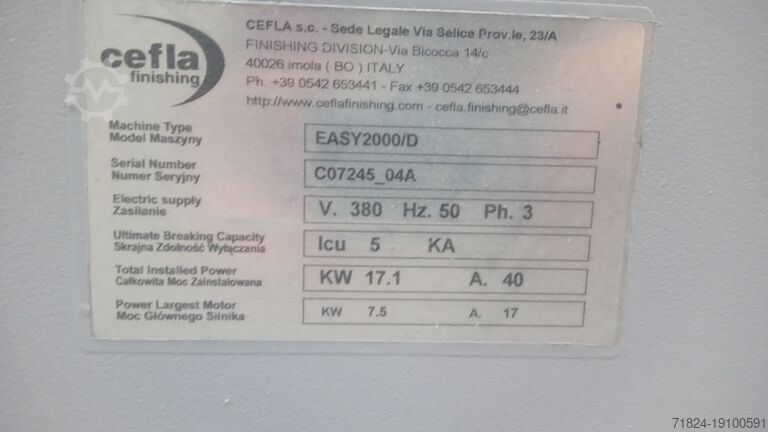 cefla
finishing
CEFLA s.c. - Sede Legale Via Selice Prov.le, 23/A
FINISHING DIVISION-Via Bicocca 14/c
40026 imola ( BO ) ITALY
Ph. +39 0542 653441 - Fax +39 0542 653444
http://www.ceflafinishing.com - cefla.finishing@cefla.it
Machine Type
Model Maszyny
EASY2000/D
Serial Number
Numer Seryjny
C07245_04A
Electric supply
Zasilanie
V. 380 Hz. 50 Ph. 3
Ultimate Breaking Capacity
Skrajna Zdolność Wyłączania
Icu 5 KA
Total Installed Power
Całkowita Moc Zainstalowana
KW 17.1 A. 40
Power Largest Motor
Moc Głównego Silnika
KW 7.5 A. 17
71824-19100591